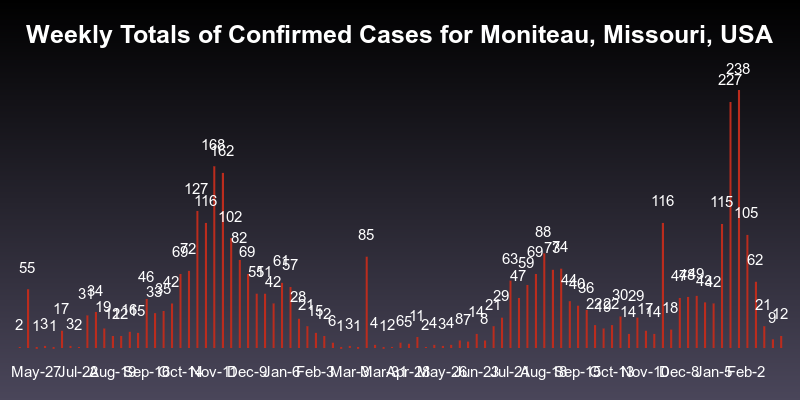 Weekly Totals of Confirmed Cases for Moniteau, Missouri, USA
2 55 1 3 1 17 3 2 31 34 19 12 12 16 15 46 33 35 42 69 72 127 116 168 162 102 82 69 51 51 42 61 57 28 21 15 12 6 1 3 1 85 4 1 2 6 5 11 2 4 3 4 8 7 14 8 21 29 63 47 59 69 88 73 74 44 40 36 22 22 30 14 29 17 14 116 18 47 48 49 43 42 115 227 238 105 62 21 9 12
May-27 Jul-22 Aug-19 Sep-16 Oct-14 Nov-11 Dec-9 Jan-6 Feb-3 Mar-3 Mar-31 Apr-28 May-26 Jun-23 Jul-21 Aug-18 Sep-15 Oct-13 Nov-10 Dec-8 Jan-5 Feb-2